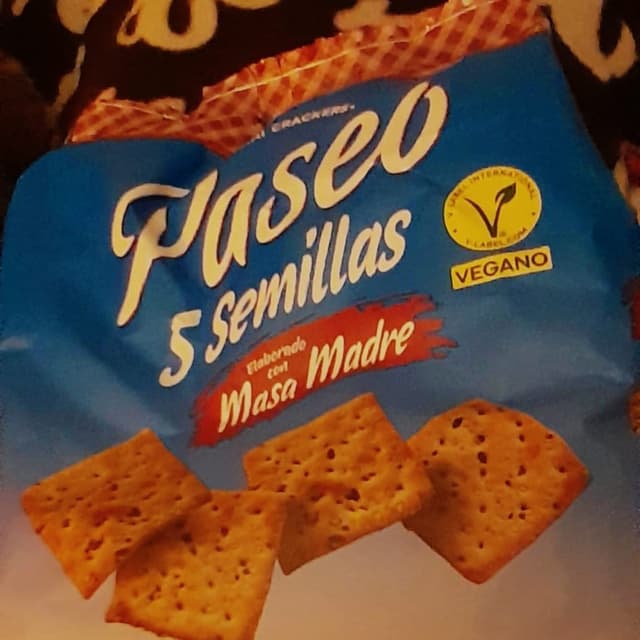 CRACKERS
Paseo
5 Semillas
Elaborado
con
Masa Madre
V-LABEL INTERNATIONAL
V-LABEL.COM
VEGANO